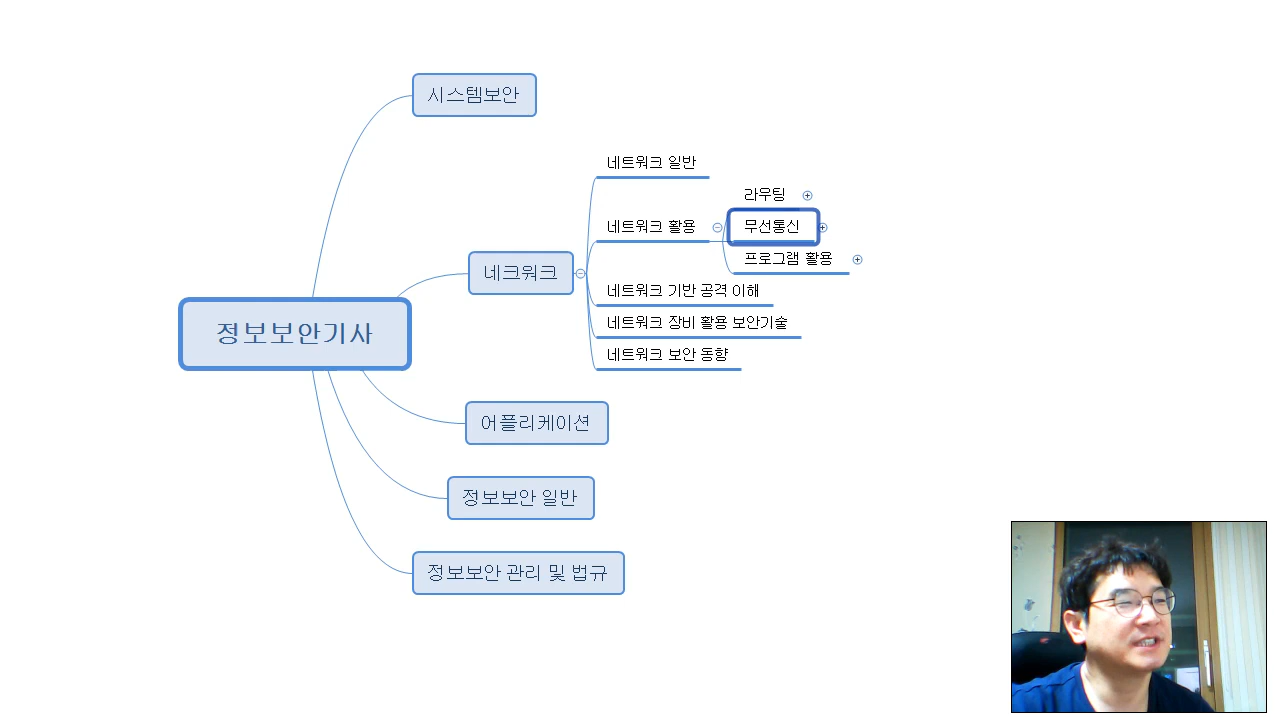 시스템보안
네트워크 일반
라우팅
네트워크 활용
무선통신
프로그램 활용
네크워크
네트워크 기반 공격 이해
네트워크 장비 활용 보안기술
네트워크 보안 동향
정보보안기사
어플리케이션
정보보안 일반
정보보안 관리 및 법규